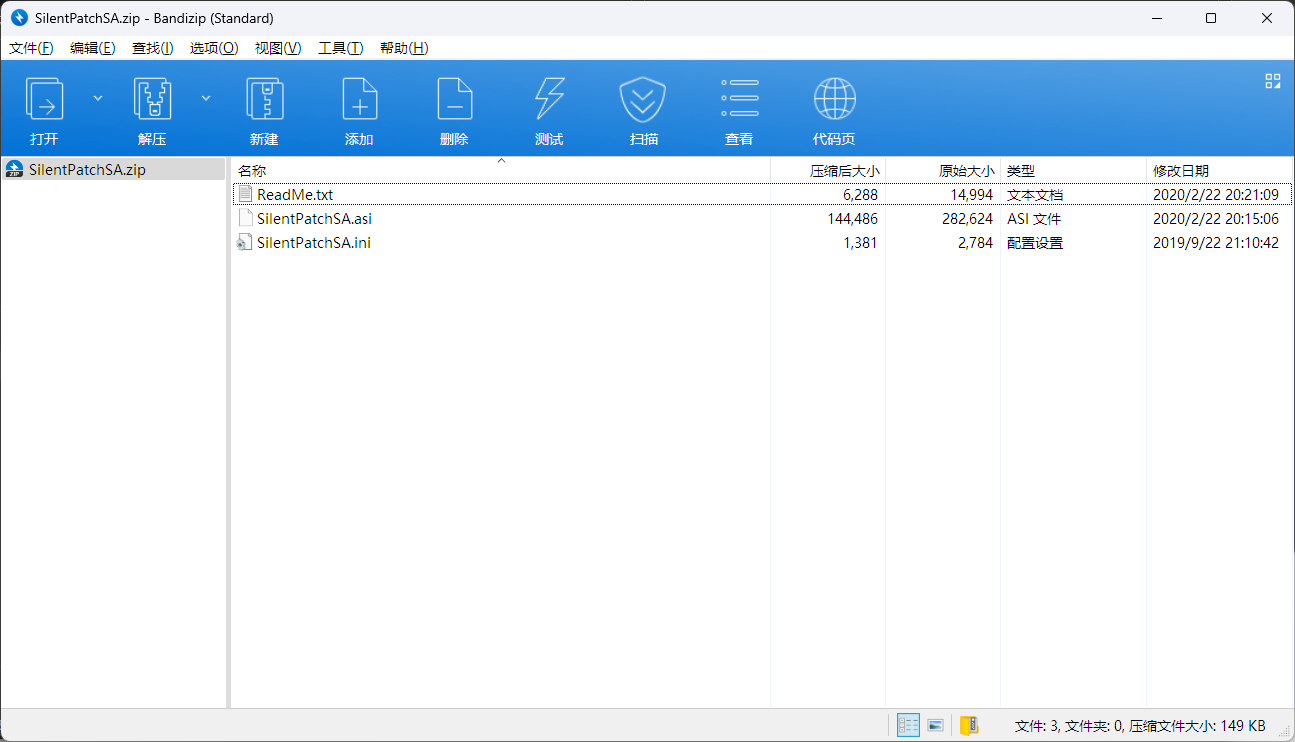 SilentPatchSA.zip - Bandizip (Standard)
文件(F) 编辑(E) 查找(I) 选项(O) 视图(V) 工具(T) 帮助(H)
打开 解压 新建 添加 删除 测试 扫描 查看 代码页
SilentPatchSA.zip
名称 压缩后大小 原始大小 类型 修改日期
ReadMe.txt 6,288 14,994 文本文档 2020/2/22 20:21:09
SilentPatchSA.asi 144,486 282,624 ASI 文件 2020/2/22 20:15:06
SilentPatchSA.ini 1,381 2,784 配置设置 2019/9/22 21:10:42
文件: 3, 文件夹: 0, 压缩文件大小: 149 KB